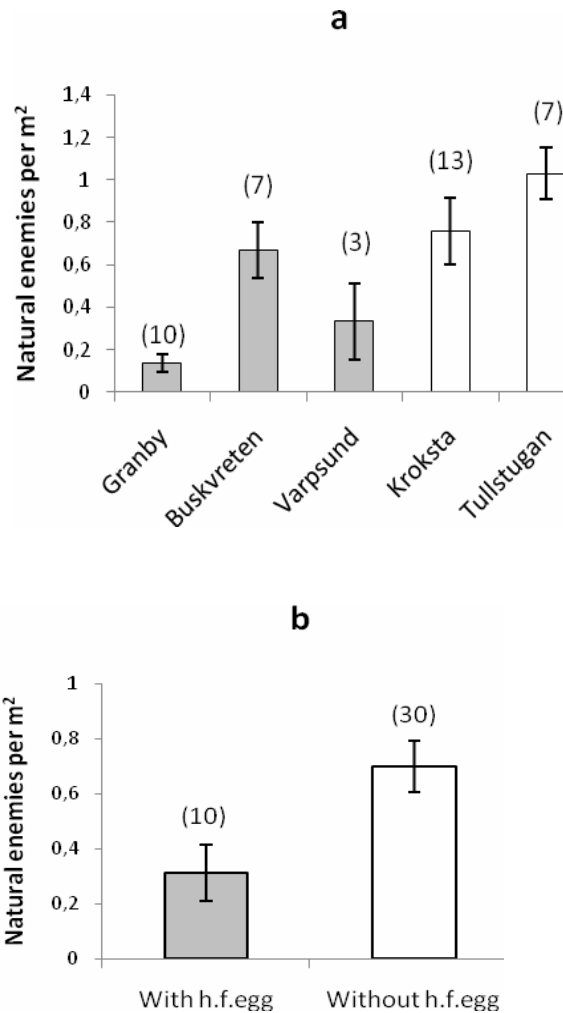 a
Natural enemies per m²
1,4
1,2
1
0,8
0,6
0,4
0,2
0
(10)
(7)
(3)
(13)
(7)
Granby
Buskvreten
Varpsund
Kroksta
Tullstugan
b
Natural enemies per m²
1
0,8
0,6
0,4
0,2
0
(10)
(30)
With h.f.egg
Without h.f.egg